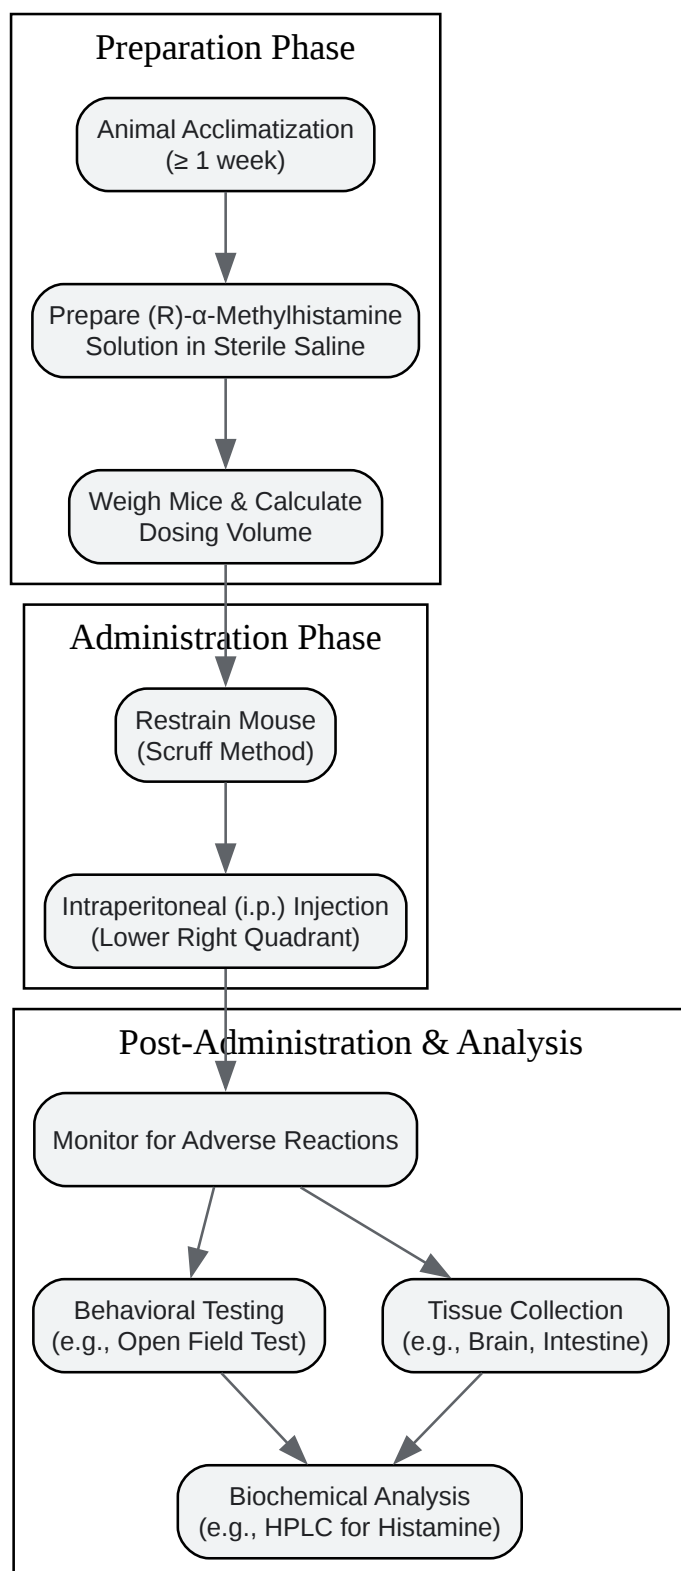 Preparation Phase
Animal Acclimatization
(≥ 1 week)
Prepare (R)-α-Methylhistamine
Solution in Sterile Saline
Weigh Mice & Calculate
Dosing Volume
Administration Phase
Restrain Mouse
(Scruff Method)
Intraperitoneal (i.p.) Injection
(Lower Right Quadrant)
Post-Administration & Analysis
Monitor for Adverse Reactions
Behavioral Testing
(e.g., Open Field Test)
Tissue Collection
(e.g., Brain, Intestine)
Biochemical Analysis
(e.g., HPLC for Histamine)